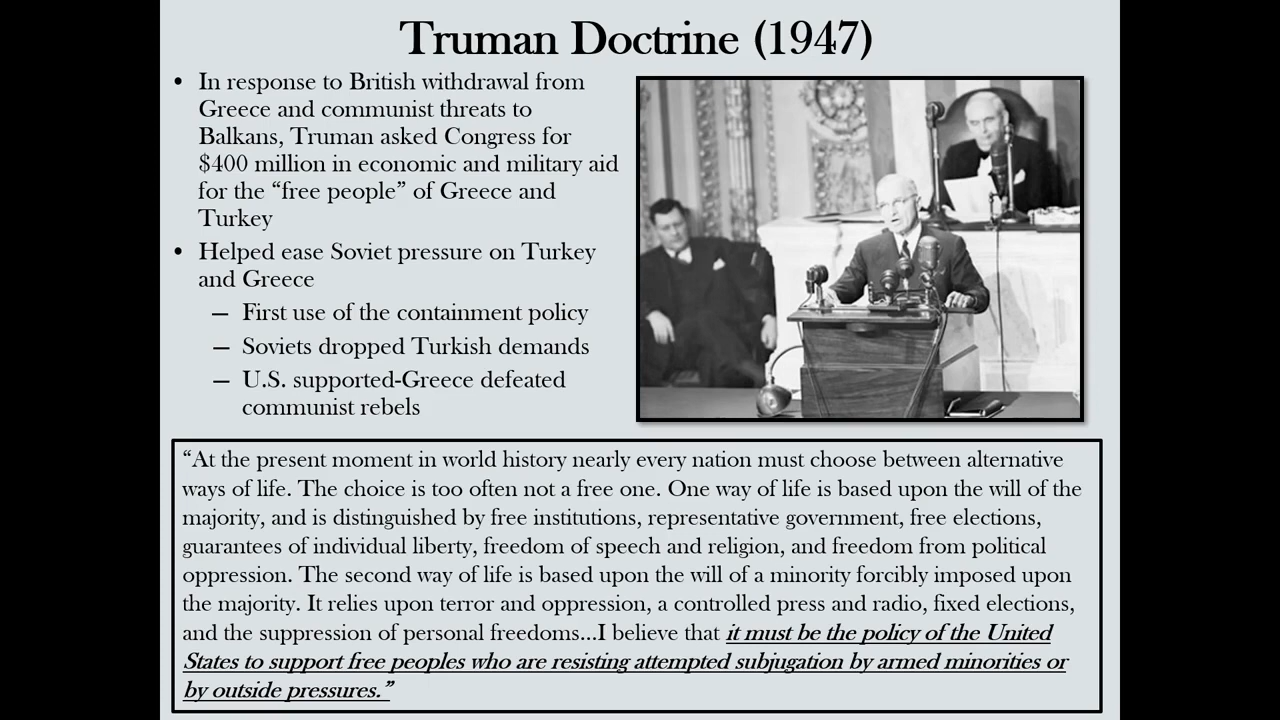 Truman Doctrine (1947)
• In response to British withdrawal from
Greece and communist threats to
Balkans, Truman asked Congress for
$400 million in economic and military aid
for the “free people” of Greece and
Turkey
• Helped ease Soviet pressure on Turkey
and Greece
– First use of the containment policy
– Soviets dropped Turkish demands
– U.S. supported-Greece defeated
communist rebels
“At the present moment in world history nearly every nation must choose between alternative
ways of life. The choice is too often not a free one. One way of life is based upon the will of the
majority, and is distinguished by free institutions, representative government, free elections,
guarantees of individual liberty, freedom of speech and religion, and freedom from political
oppression. The second way of life is based upon the will of a minority forcibly imposed upon
the majority. It relies upon terror and oppression, a controlled press and radio, fixed elections,
and the suppression of personal freedoms...I believe that it must be the policy of the United
States to support free peoples who are resisting attempted subjugation by armed minorities or
by outside pressures.”